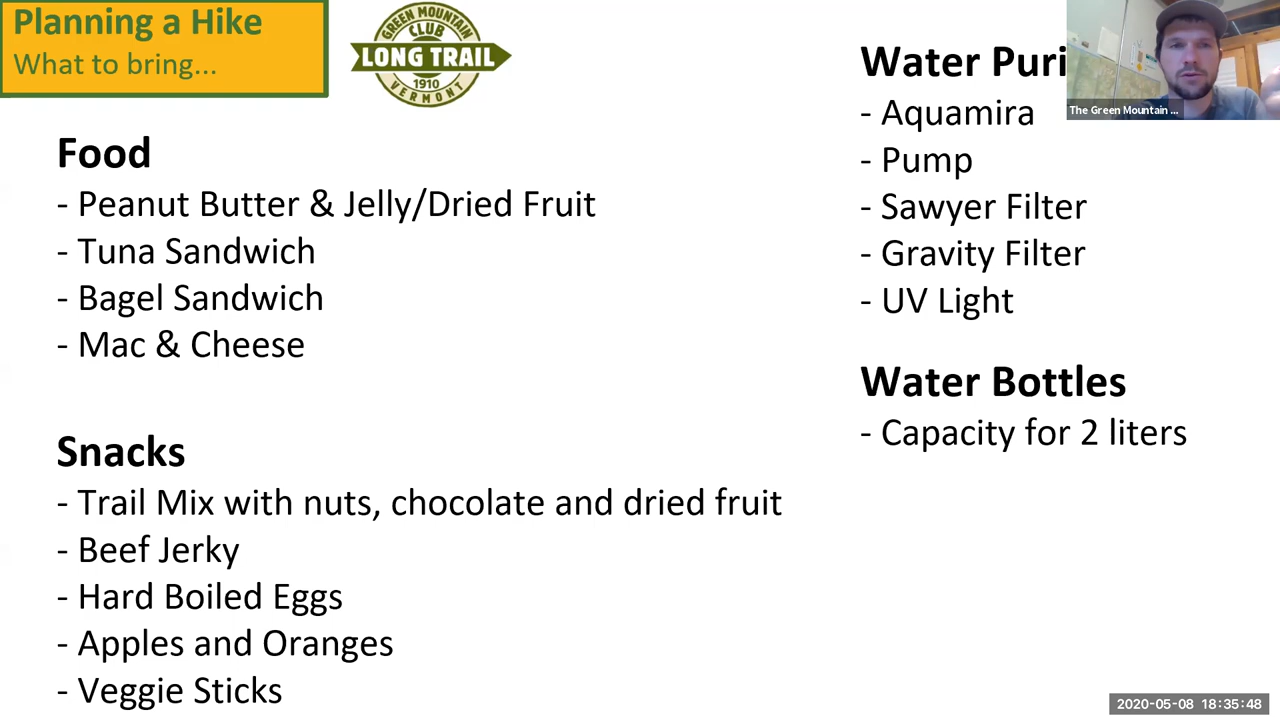 Planning a Hike
What to bring...
GREEN MOUNTAIN
CLUB
LONG TRAIL
1910
VERMONT
Food
- Peanut Butter & Jelly/Dried Fruit
- Tuna Sandwich
- Bagel Sandwich
- Mac & Cheese
Snacks
- Trail Mix with nuts, chocolate and dried fruit
- Beef Jerky
- Hard Boiled Eggs
- Apples and Oranges
- Veggie Sticks
Water Puri
- Aquamira
- Pump
- Sawyer Filter
- Gravity Filter
- UV Light
Water Bottles
- Capacity for 2 liters
The Green Mountain ...
2020-05-08 18:35:48